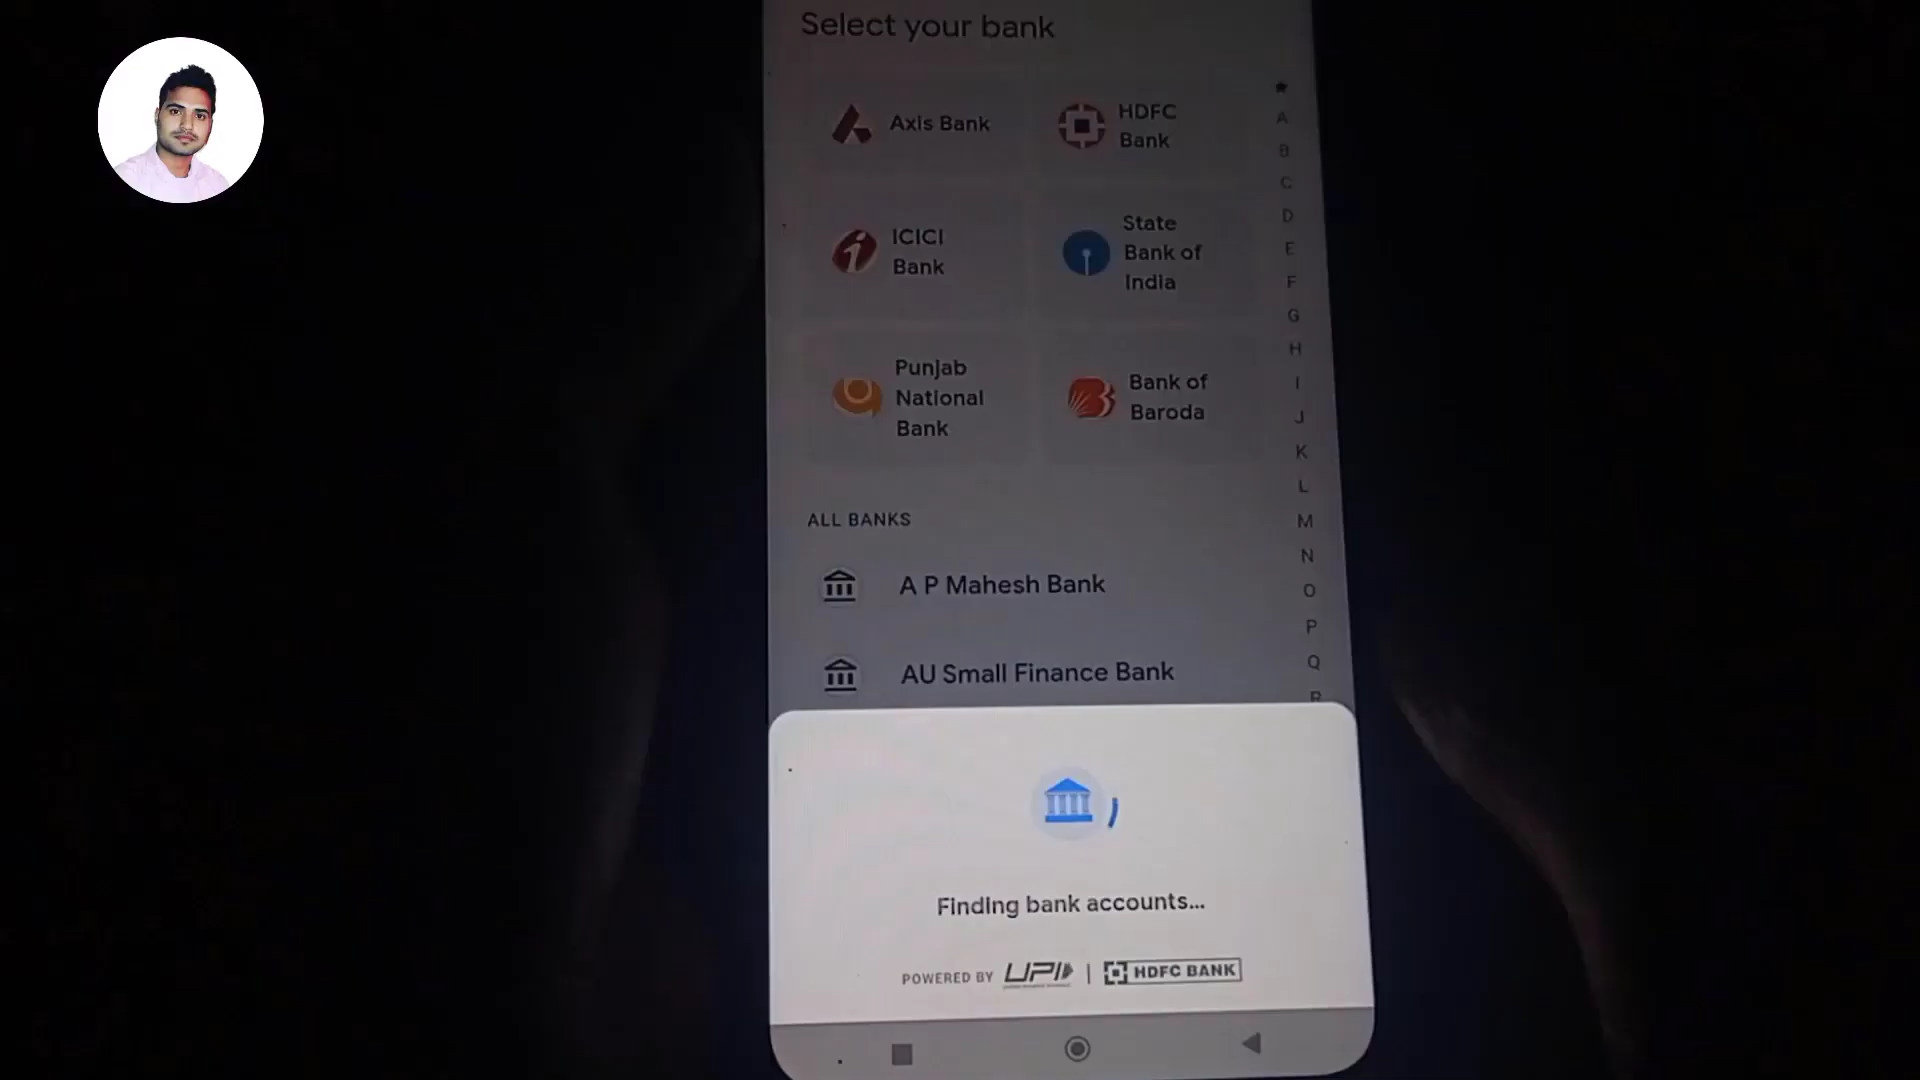 Select your bank
Axis Bank
HDFC
Bank
ICICI
Bank
State
Bank of
India
Punjab
National
Bank
Bank of
Baroda
A
B
C
D
E
F
G
H
I
J
K
L
M
N
O
P
Q
R
ALL BANKS
A P Mahesh Bank
AU Small Finance Bank
Finding bank accounts...
POWERED BY UPI | HDFC BANK